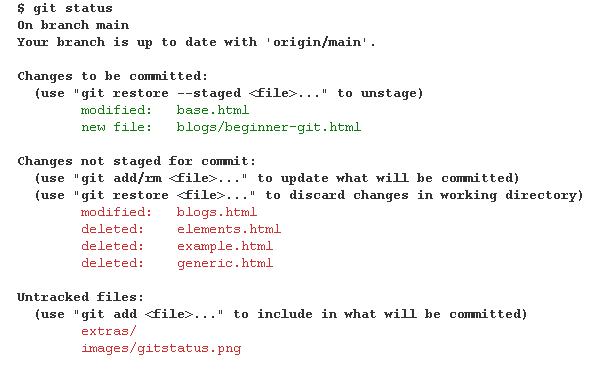 $ git status
On branch main
Your branch is up to date with 'origin/main'.
Changes to be committed:
(use "git restore --staged <file>..." to unstage)
modified: base.html
new file: blogs/beginner-git.html
Changes not staged for commit:
(use "git add/rm <file>..." to update what will be committed)
(use "git restore <file>..." to discard changes in working directory)
modified: blogs.html
deleted: elements.html
deleted: example.html
deleted: generic.html
Untracked files:
(use "git add <file>..." to include in what will be committed)
extras/
images/gitstatus.png